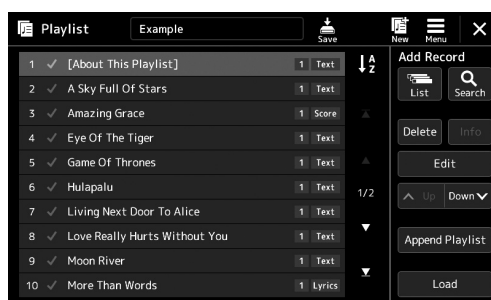 Playlist Example Save New Menu
1 [About This Playlist] 1 Text
2 A Sky Full Of Stars 1 Text
3 Amazing Grace 1 Score
4 Eye Of The Tiger 1 Text
5 Game Of Thrones 1 Text
6 Hulapalu 1 Text
7 Living Next Door To Alice 1 Text
8 Love Really Hurts Without You 1 Text
9 Moon River 1 Text
10 More Than Words 1 Lyrics
A
Z
1/2
Add Record
List Search
Delete Info
Edit
Up Down
Append Playlist
Load